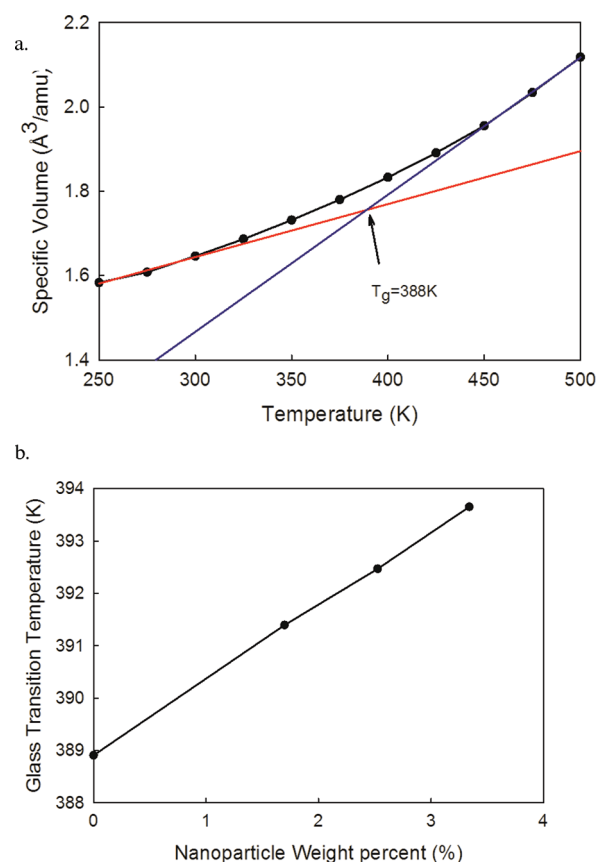 a.
2.2
2.0
1.8
1.6
1.4
Specific Volume (Å3/amu)
Tg=388K
250 300 350 400 450 500
Temperature (K)
b.
394
393
392
391
390
389
388
Glass Transition Temperature (K)
0 1 2 3 4
Nanoparticle Weight percent (%)